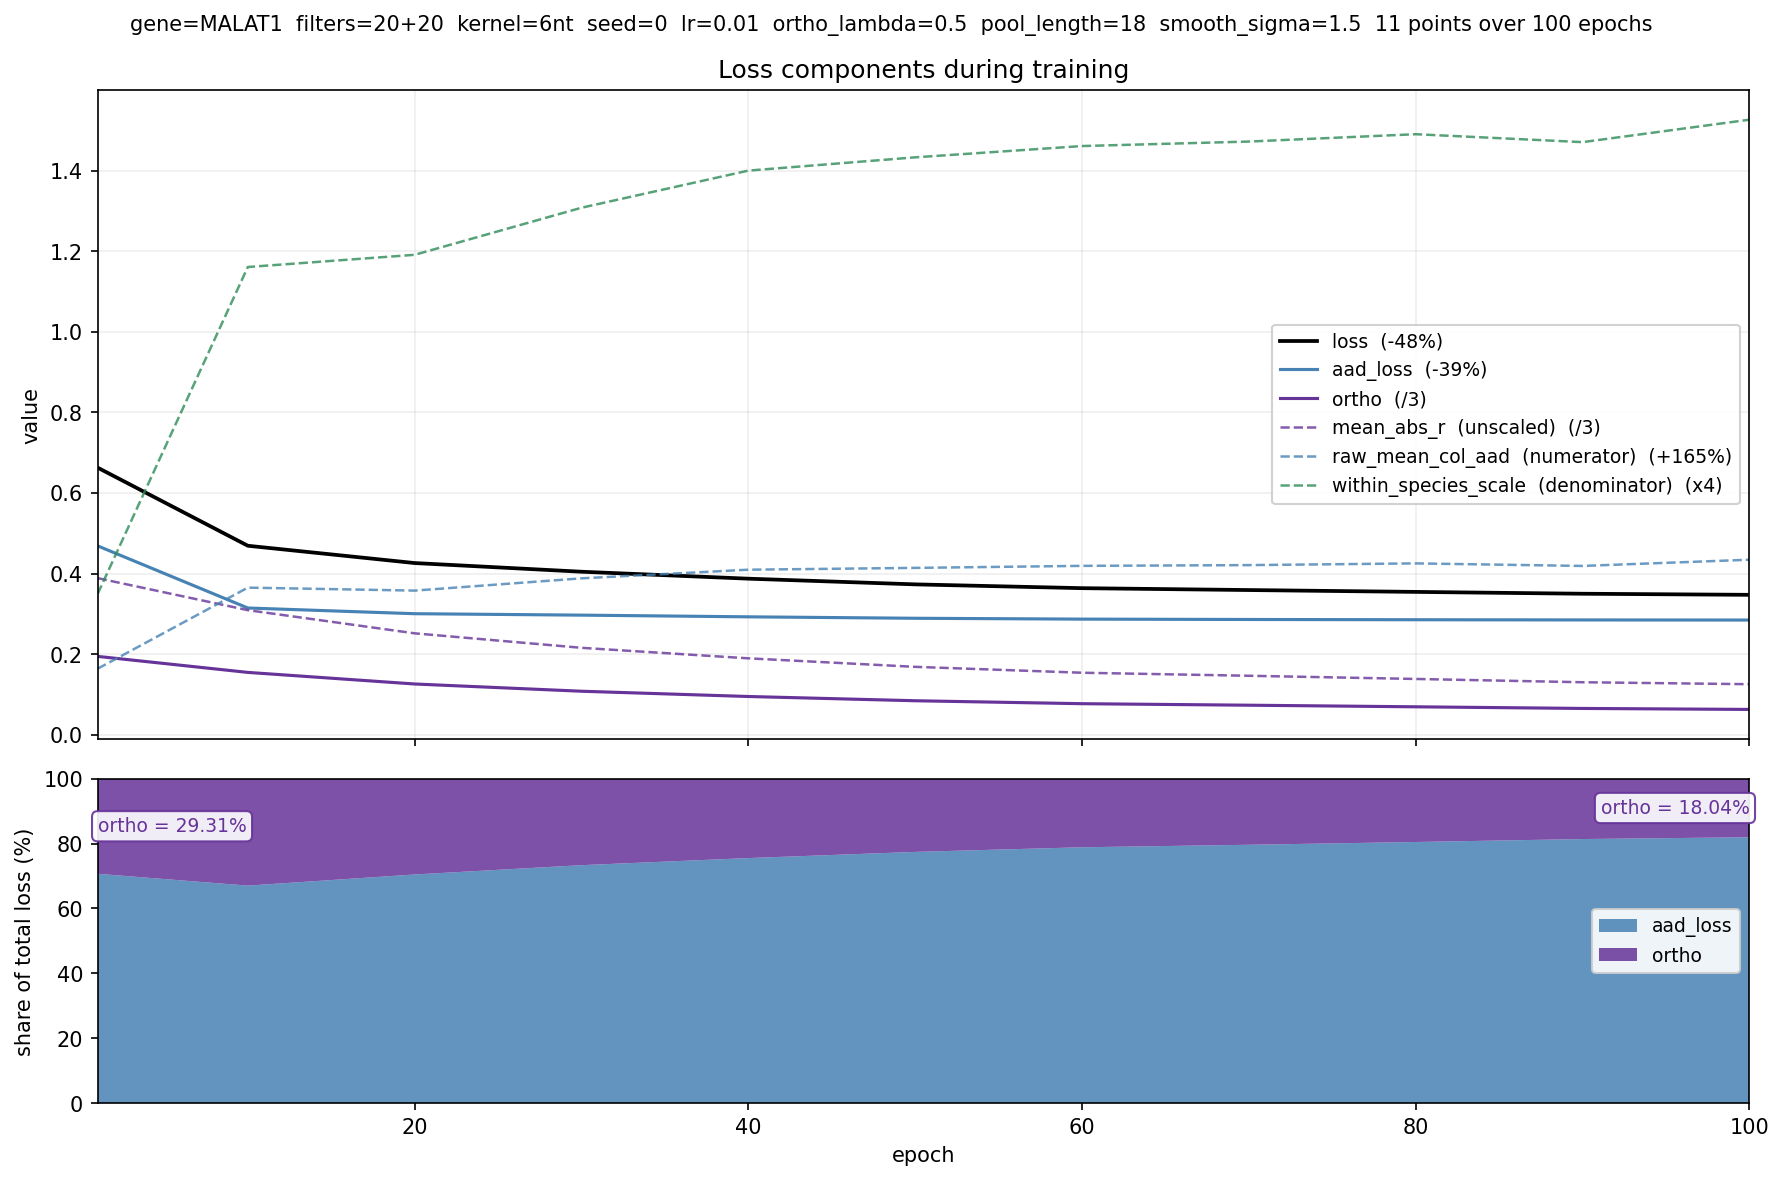 gene=MALAT1  filters=20+20  kernel=6nt  seed=0  lr=0.01  ortho_lambda=0.5  pool_length=18  smooth_sigma=1.5  11 points over 100 epochs
Loss components during training
value
1.4
1.2
1.0
0.8
0.6
0.4
0.2
0.0
loss  (-48%)
aad_loss  (-39%)
ortho  (/3)
mean_abs_r  (unscaled)  (/3)
raw_mean_col_aad  (numerator)  (+165%)
within_species_scale  (denominator)  (x4)
share of total loss (%)
100
80
60
40
20
0
ortho = 29.31%
ortho = 18.04%
aad_loss
ortho
20
40
60
80
100
epoch